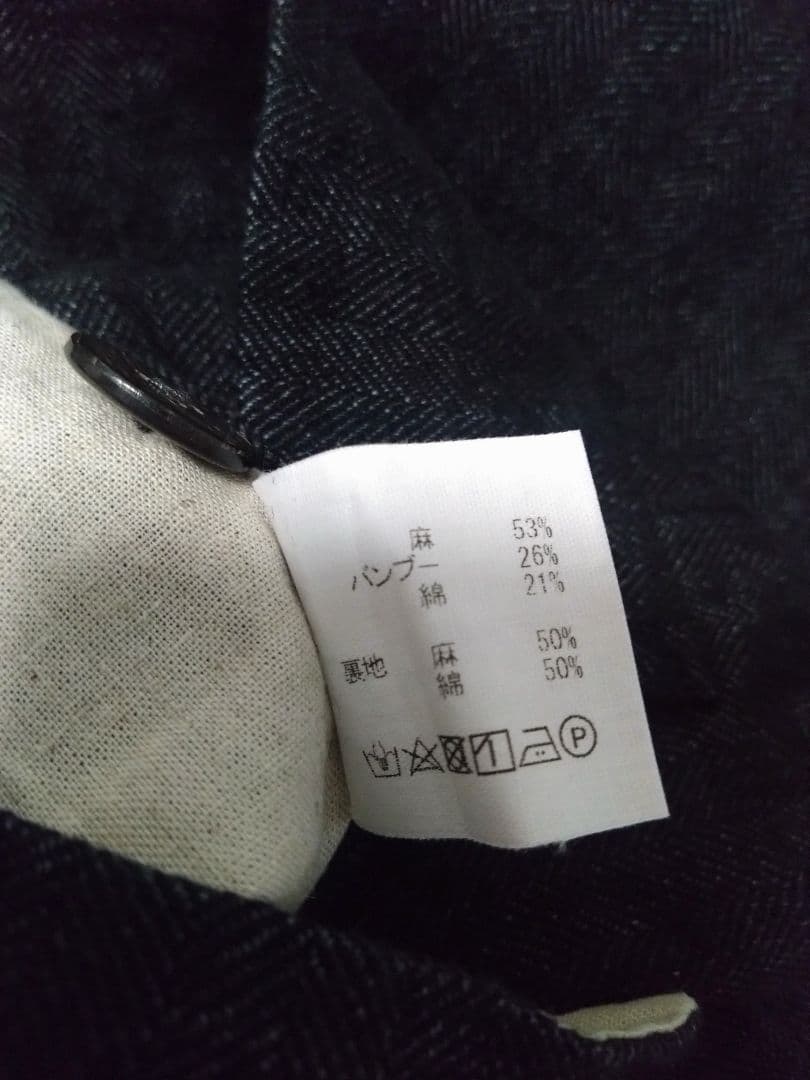 麻 53%
バンブー 26%
綿 21%
裏地 麻 50%
綿 50%
P